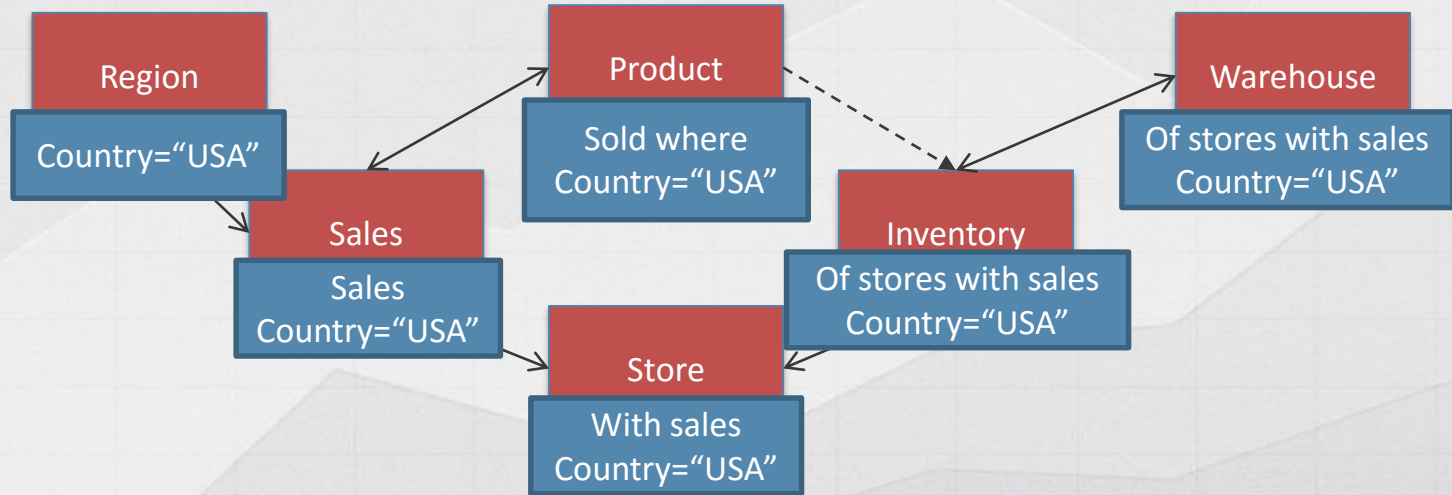 Region
Country=“USA”
Product
Sold where
Country=“USA”
Warehouse
Of stores with sales
Country=“USA”
Sales
Sales
Country=“USA”
Inventory
Of stores with sales
Country=“USA”
Store
With sales
Country=“USA”